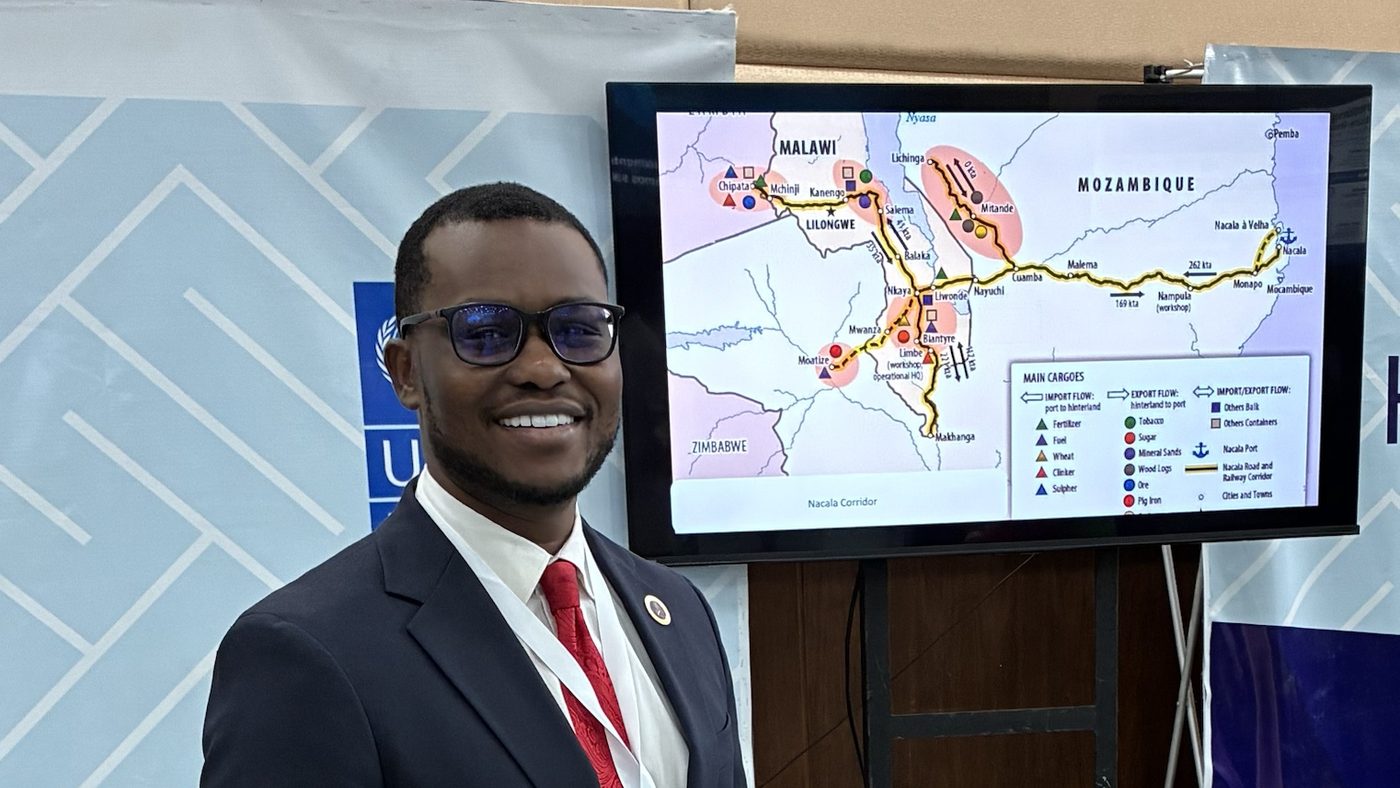 U
Nyasa
Pemba
MALAWI
Lichinga
0 kta
MOZAMBIQUE
Chipata
Mchinji
Kanengo
Mitande
LILONGWE
Salema
Nacala à Velha
Nacala
Balaka
Malema
262 kta
Cuamba
Monapo
Mocambique
Nkaya
Liwonde
Nayuchi
169 kta
Nampula
(workshop)
Mwanza
Blantyre
Moatize
Limbe
(workshop,
operational HQ)
Makhanga
ZIMBABWE
Nacala Corridor
MAIN CARGOES
IMPORT FLOW:
port to hinterland
Fertilizer
Fuel
Wheat
Clinker
Sulpher
EXPORT FLOW:
hinterland to port
Tobacco
Sugar
Mineral Sands
Wood Logs
Ore
Pig Iron
IMPORT/EXPORT FLOW:
Others Bulk
Others Containers
Nacala Port
Nacala Road and
Railway Corridor
Cities and Towns